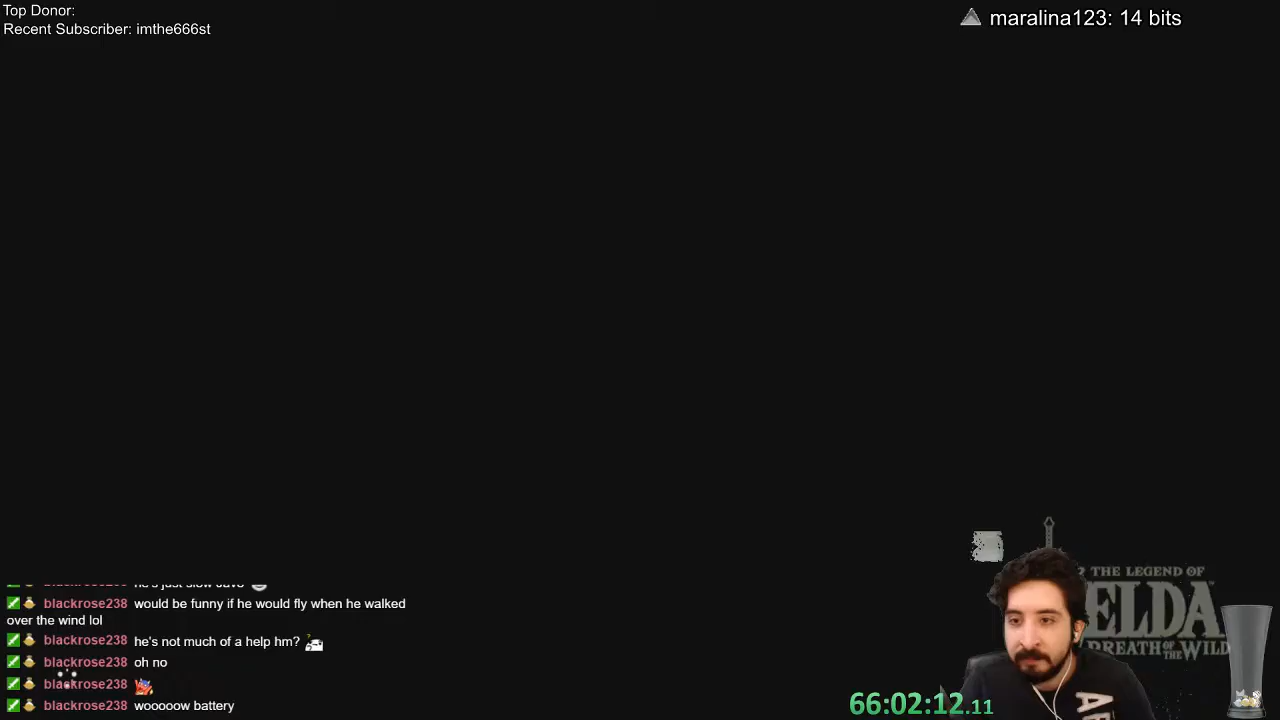 Top Donor:
Recent Subscriber: imthe666st
maralina123: 14 bits
blackrose238 would be funny if he would fly when he walked
over the wind lol
blackrose238 he's not much of a help hm?
blackrose238 oh no
blackrose238
blackrose238 wooooow battery
THE LEGEND OF
ELDA
BREATH OF THE WILD
66:02:12.11